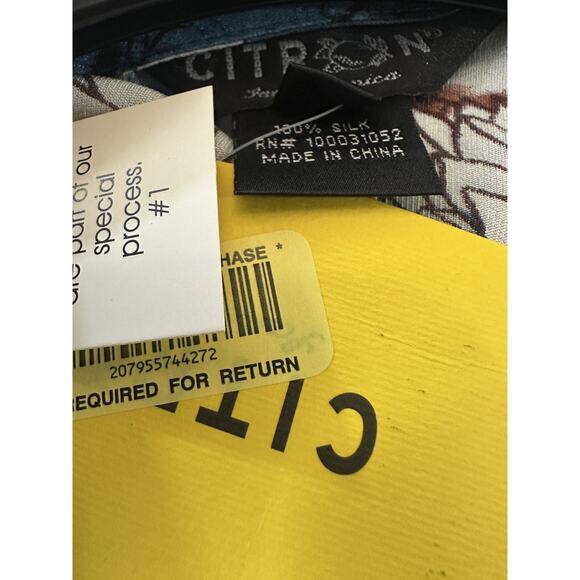 CITRON
100% SILK
RN# 100031052
MADE IN CHINA
are part of our
special
process.
#1
HASE *
207955744272
EQUIRED FOR RETURN
CIT